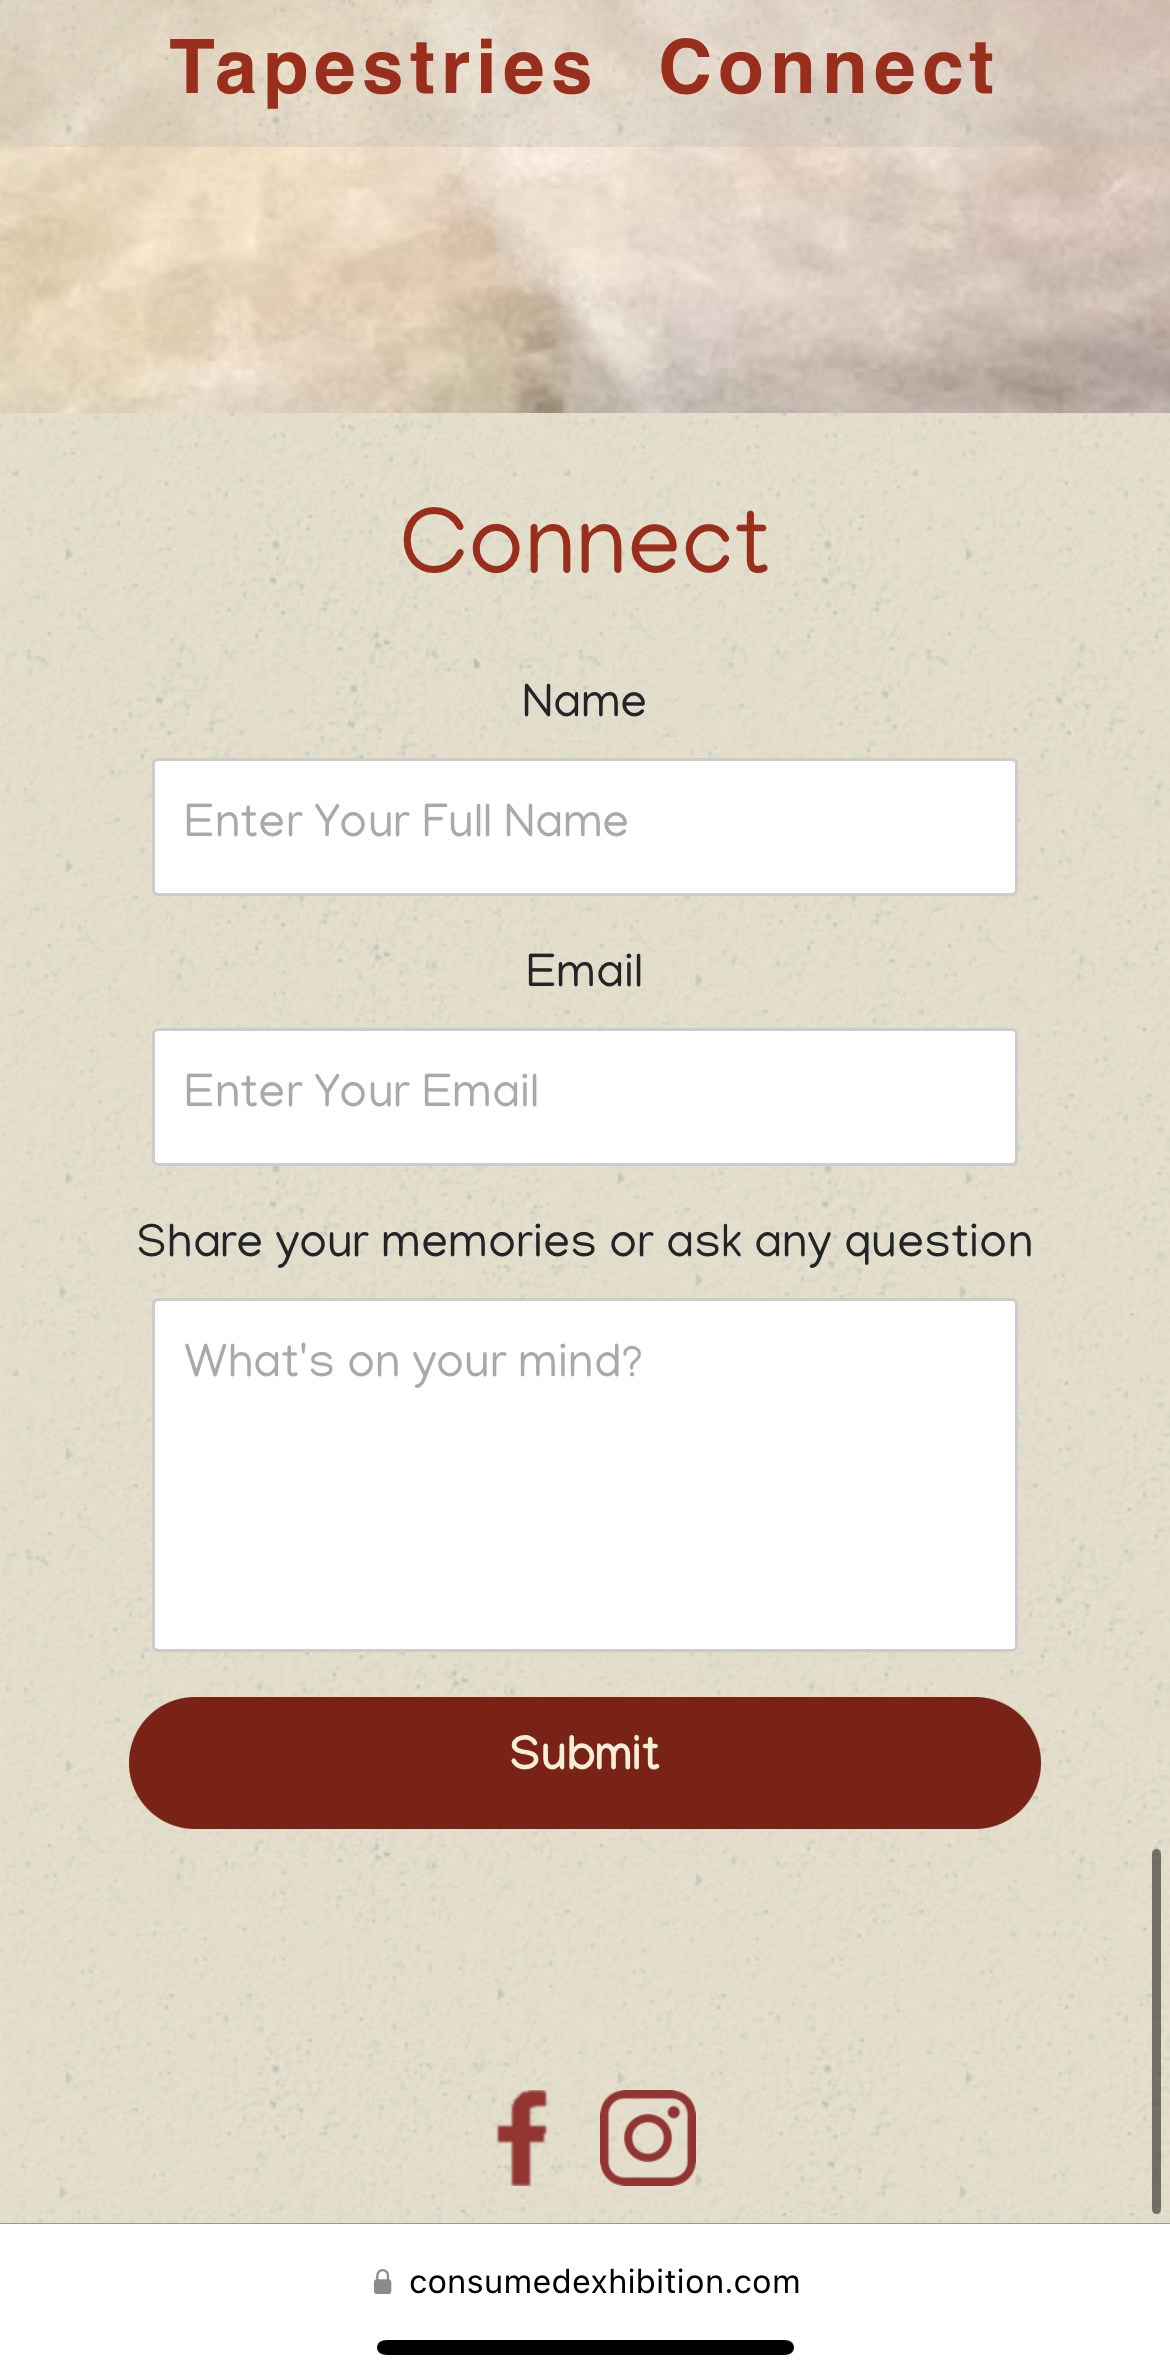 Tapestries Connect
Connect
Name
Enter Your Full Name
Email
Enter Your Email
Share your memories or ask any question
What's on your mind?
Submit
consumedexhibition.com